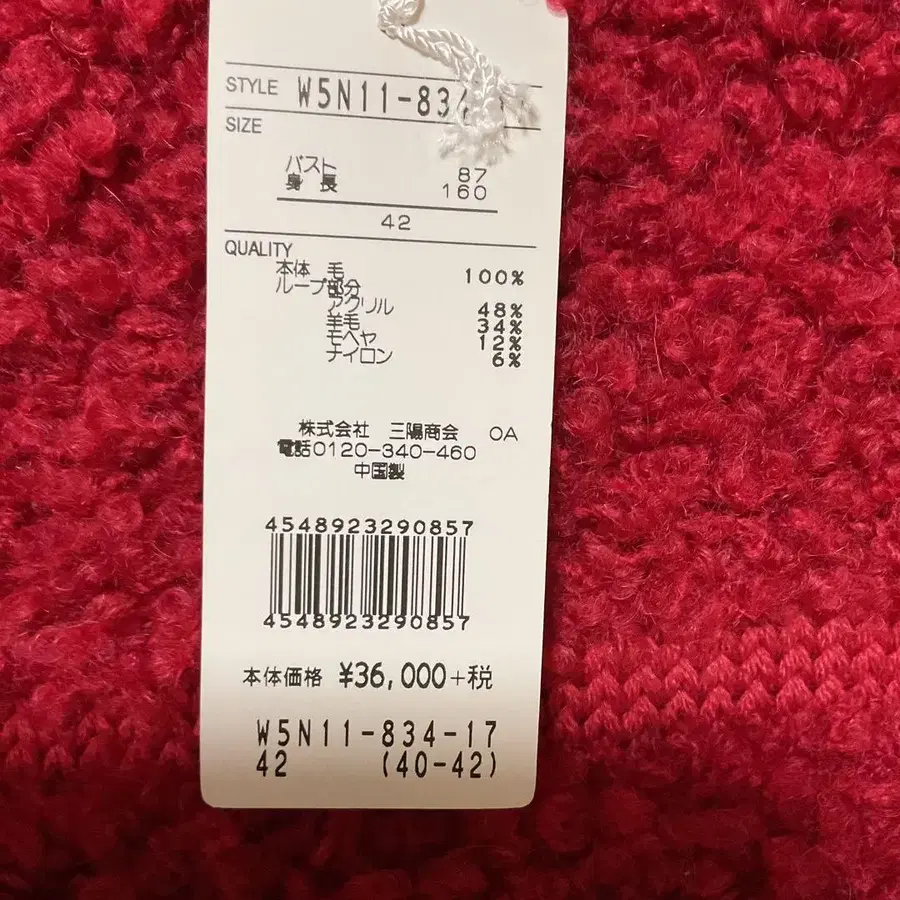 STYLE W5N11-834-17
SIZE
バスト 87
身長 160
42
QUALITY
本体 毛 100%
ループ部分
アクリル 48%
羊毛 34%
モヘヤ 12%
ナイロン 6%
株式会社 三陽商会 OA
電話0120-340-460
中国製
4548923290857
4548923290857
本体価格 ¥36,000+税
W5N11-834-17
42 (40-42)